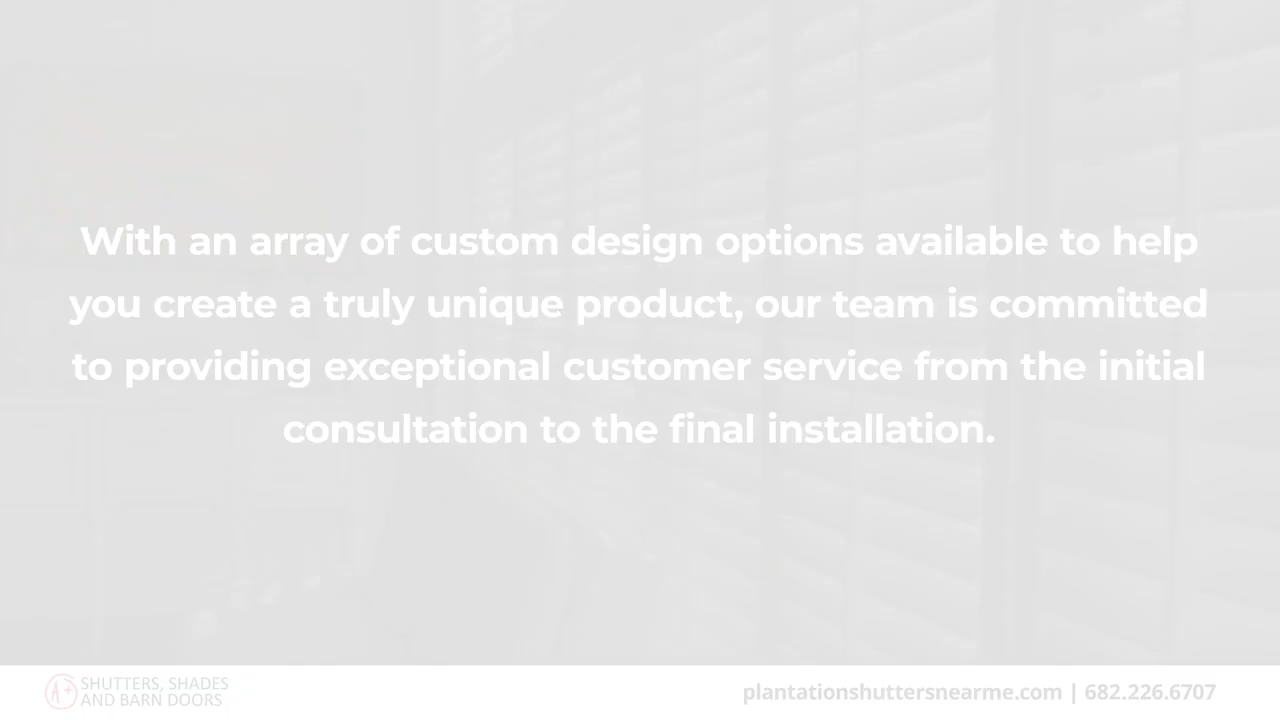 With an array of custom design options available to help
you create a truly unique product, our team is committed
to providing exceptional customer service from the initial
consultation to the final installation.
A+ SHUTTERS, SHADES
AND BARN DOORS
plantationshuttersnearme.com | 682.226.6707